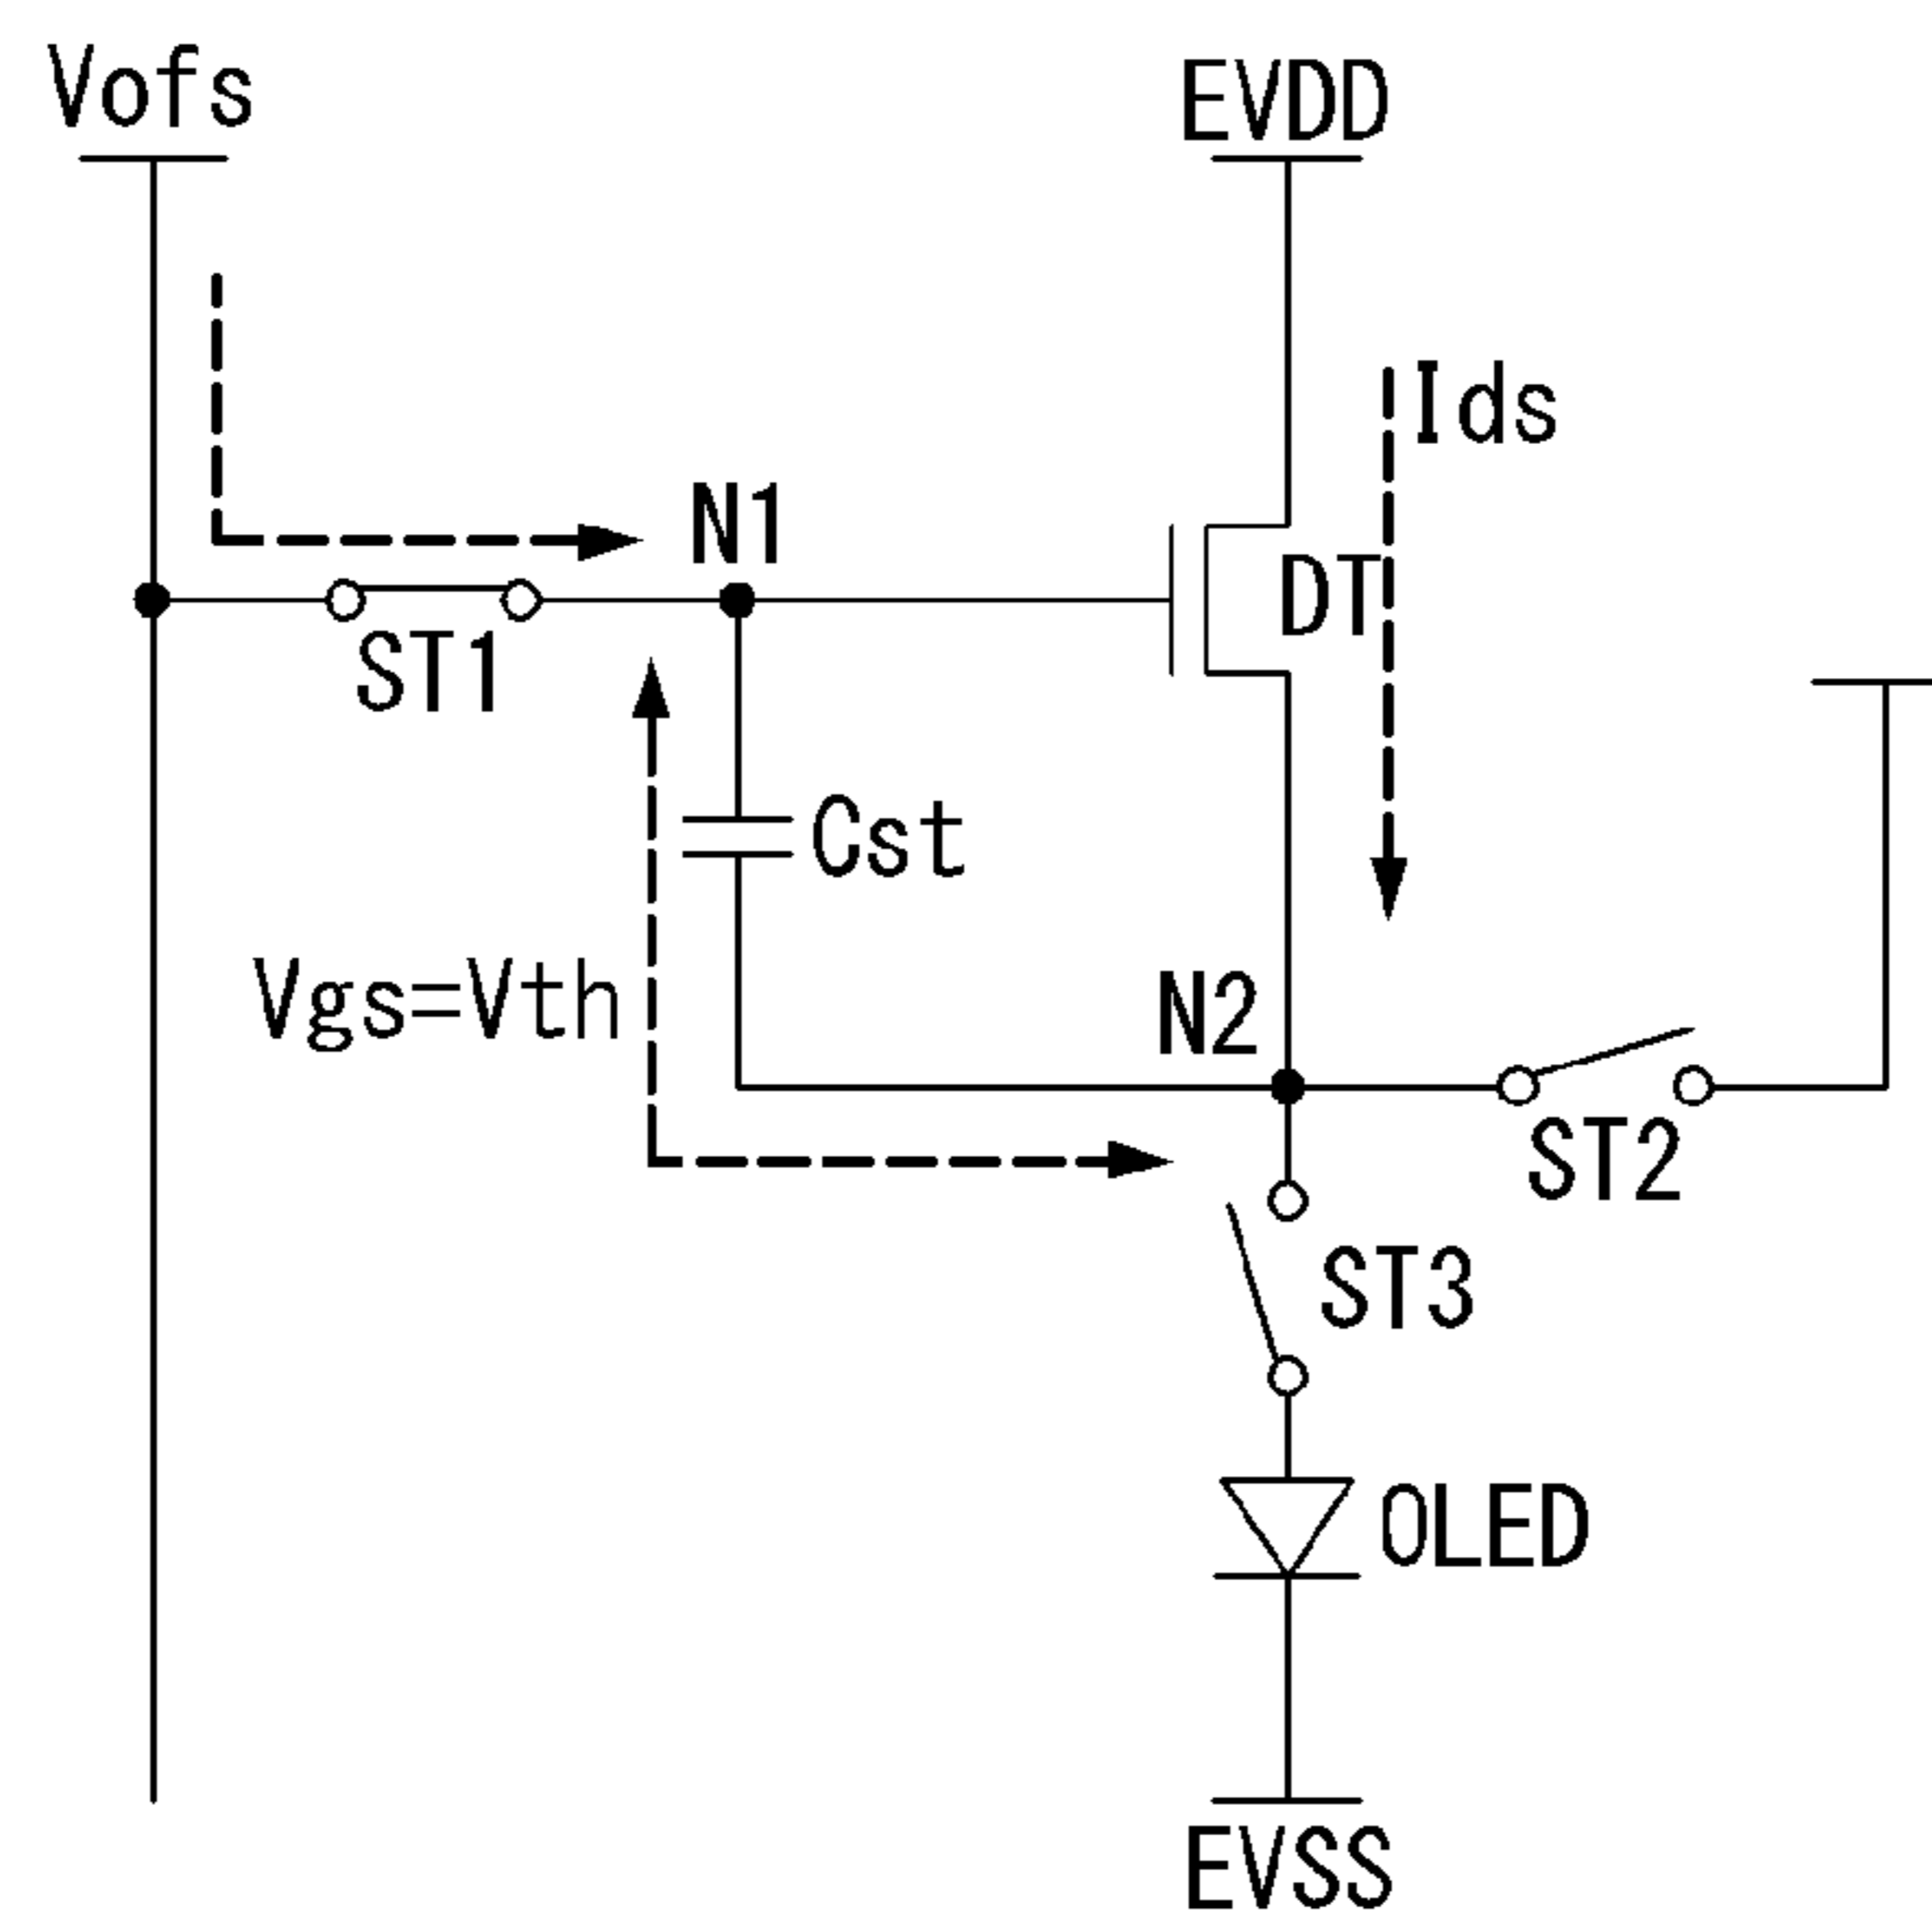 Vofs
EVDD
Ids
N1
DT
ST1
Cst
Vgs=Vth
N2
ST2
ST3
OLED
EVSS